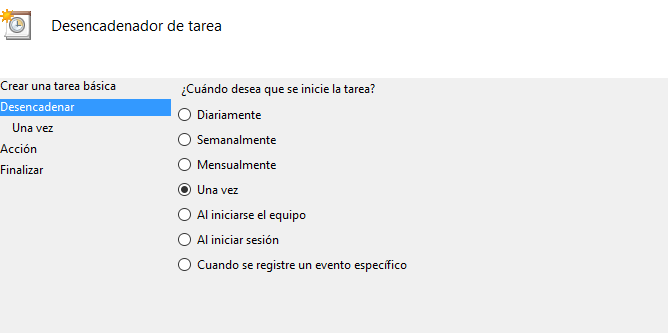 Desencadenador de tarea
Crear una tarea básica
Desencadenar
Una vez
Acción
Finalizar
¿Cuándo desea que se inicie la tarea?
Diariamente
Semanalmente
Mensualmente
Una vez
Al iniciarse el equipo
Al iniciar sesión
Cuando se registre un evento específico